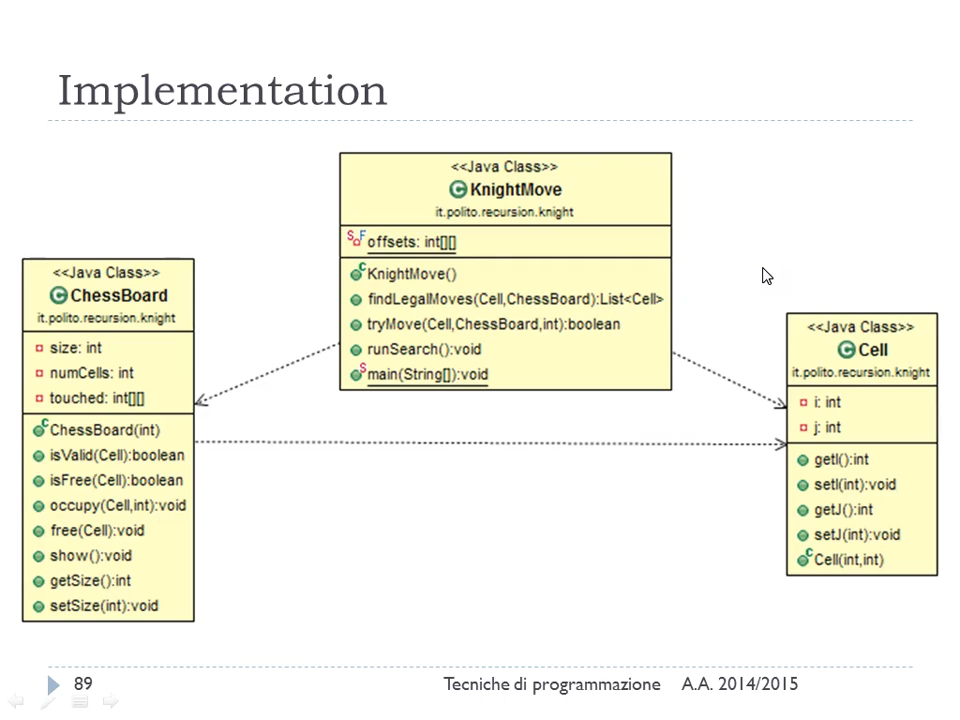 Implementation
<<Java Class>>
KnightMove
it.polito.recursion.knight
offsets: int[][]
KnightMove()
findLegalMoves(Cell,ChessBoard):List<Cell>
tryMove(Cell,ChessBoard,int):boolean
runSearch():void
main(String[]):void
<<Java Class>>
ChessBoard
it.polito.recursion.knight
size: int
numCells: int
touched: int[][]
ChessBoard(int)
isValid(Cell):boolean
isFree(Cell):boolean
occupy(Cell,int):void
free(Cell):void
show():void
getSize():int
setSize(int):void
<<Java Class>>
Cell
it.polito.recursion.knight
i: int
j: int
getI():int
setI(int):void
getJ():int
setJ(int):void
Cell(int,int)
89
Tecniche di programmazione A.A. 2014/2015